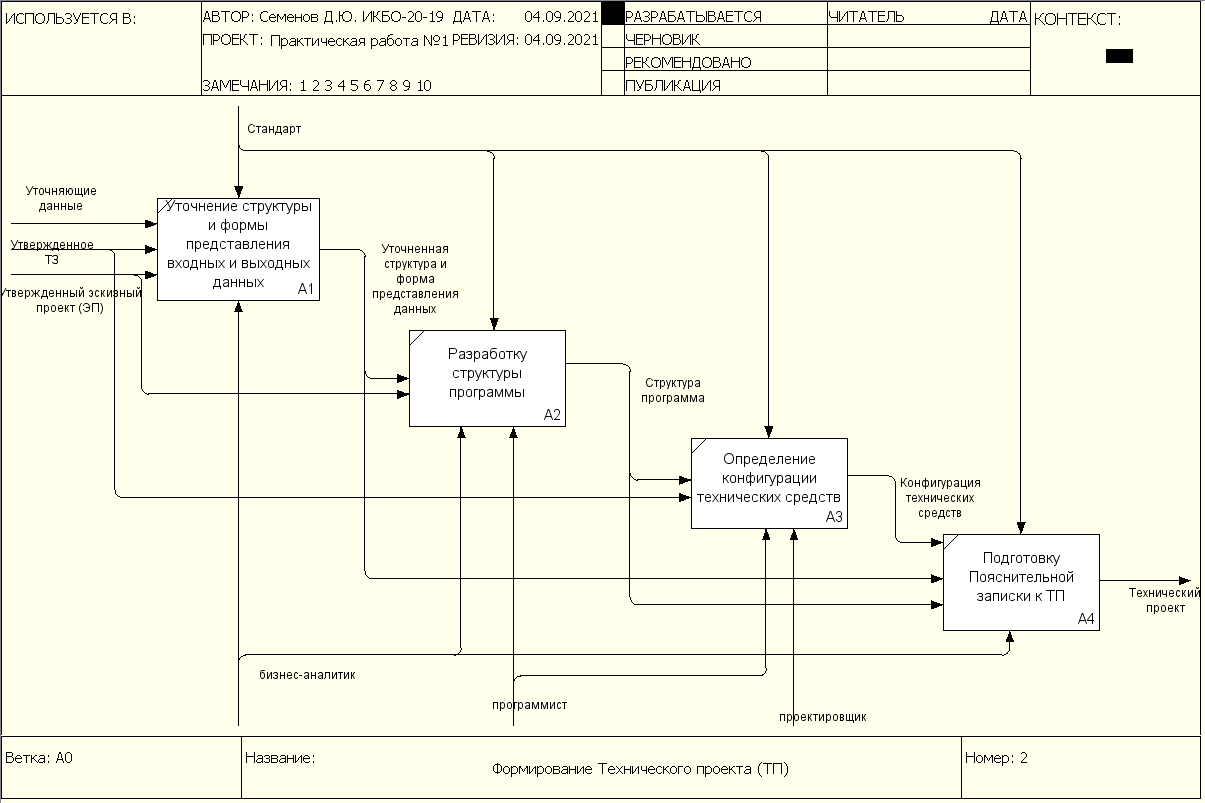 ИСПОЛЬЗУЕТСЯ В:
АВТОР: Семенов Д.Ю. ИКБО-20-19 ДАТА: 04.09.2021
ПРОЕКТ: Практическая работа №1 РЕВИЗИЯ: 04.09.2021
ЗАМЕЧАНИЯ: 1 2 3 4 5 6 7 8 9 10
РАЗРАБАТЫВАЕТСЯ
ЧЕРНОВИК
РЕКОМЕНДОВАНО
ПУБЛИКАЦИЯ
ЧИТАТЕЛЬ ДАТА
КОНТЕКСТ:
Стандарт
Уточняющие
данные
Утвержденное
ТЗ
Утвержденный эскизный
проект (ЭП)
Уточнение структуры
и формы
представления
входных и выходных
данных
A1
Уточненная
структура и
форма
представления
данных
Разработку
структуры
программы
A2
Структура
программа
Определение
конфигурации
технических средств
A3
Конфигурация
технических
средств
Подготовку
Пояснительной
записки к ТП
A4
Технический
проект
бизнес-аналитик
программист
проектировщик
Ветка: A0
Название:
Формирование Технического проекта (ТП)
Номер: 2